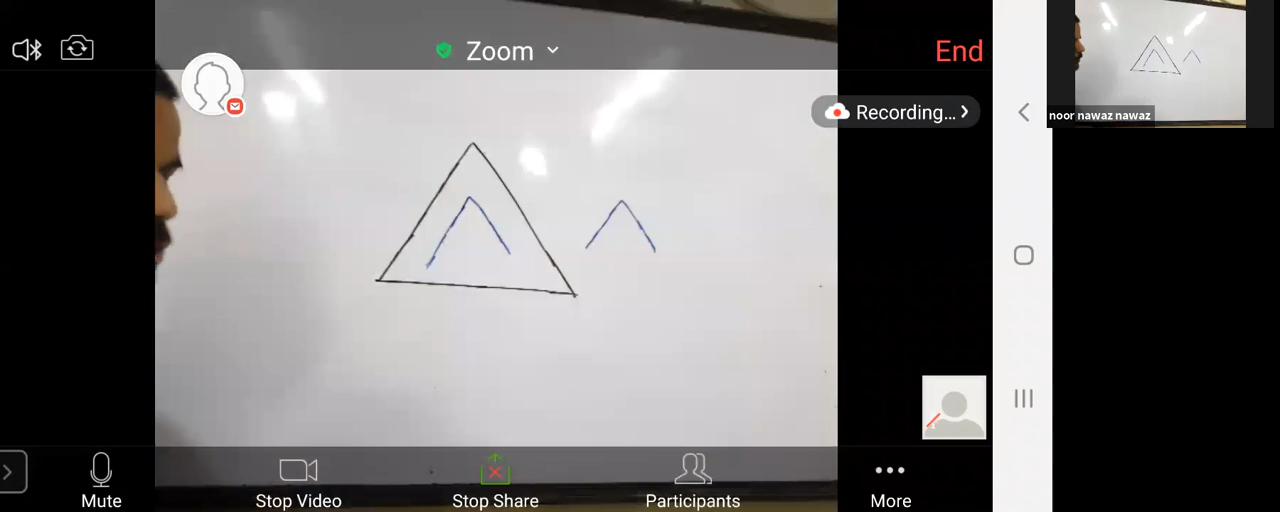 Zoom
End
Recording...
noor nawaz nawaz
Mute
Stop Video
Stop Share
Participants
More